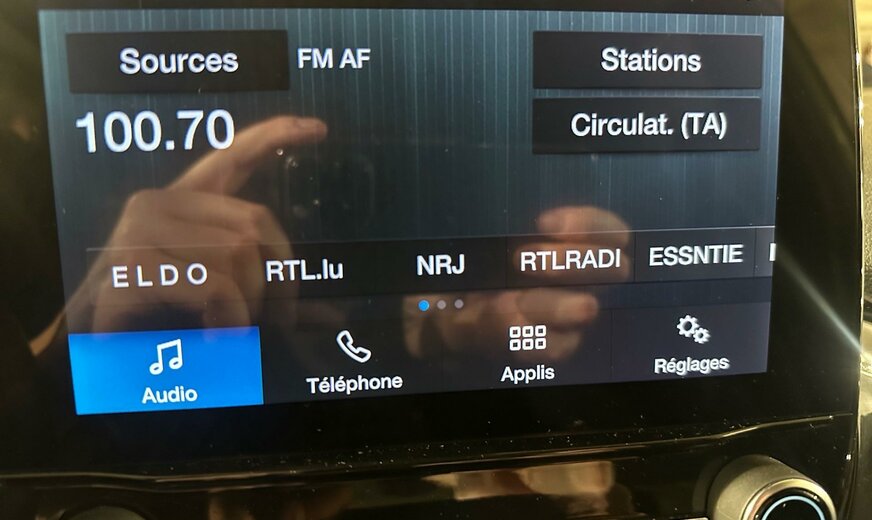 Sources FM AF Stations
100.70 Circulat. (TA)
ELDO RTL.lu NRJ RTLRADI ESSNTIE
Audio Téléphone Applis Réglages